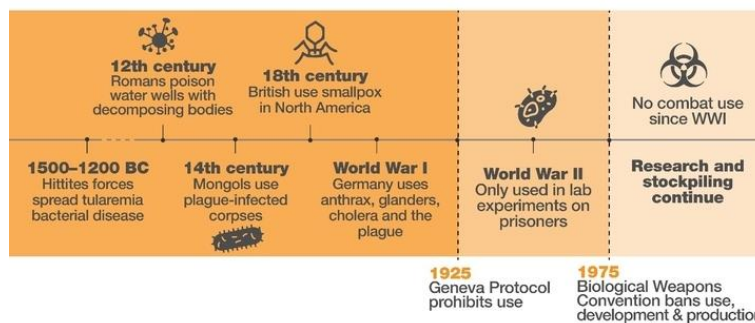 12th century
Romans poison
water wells with
decomposing bodies
18th century
British use smallpox
in North America
No combat use
since WWI
1500–1200 BC
Hittites forces
spread tularemia
bacterial disease
14th century
Mongols use
plague-infected
corpses
World War I
Germany uses
anthrax, glanders,
cholera and the
plague
World War II
Only used in lab
experiments on
prisoners
Research and
stockpiling
continue
1925
Geneva Protocol
prohibits use
1975
Biological Weapons
Convention bans use,
development & production